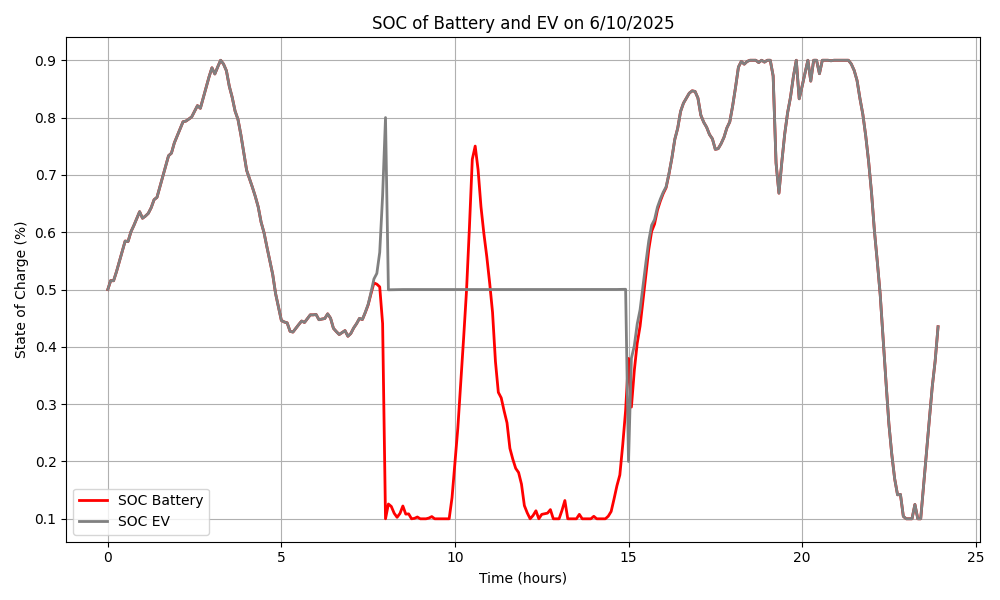 SOC of Battery and EV on 6/10/2025
State of Charge (%)
0.9
0.8
0.7
0.6
0.5
0.4
0.3
0.2
0.1
SOC Battery
SOC EV
0 5 10 15 20 25
Time (hours)